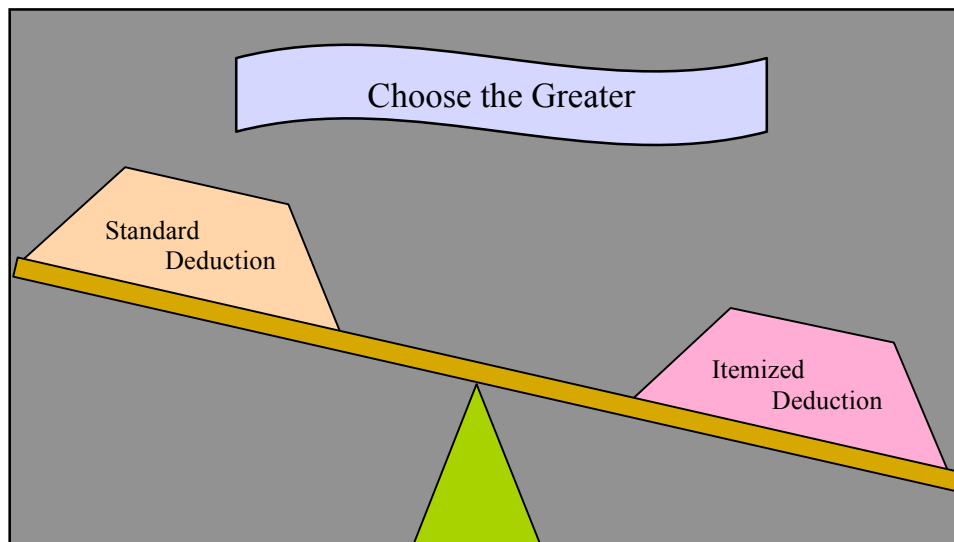 Choose the Greater
Standard
Deduction
Itemized
Deduction